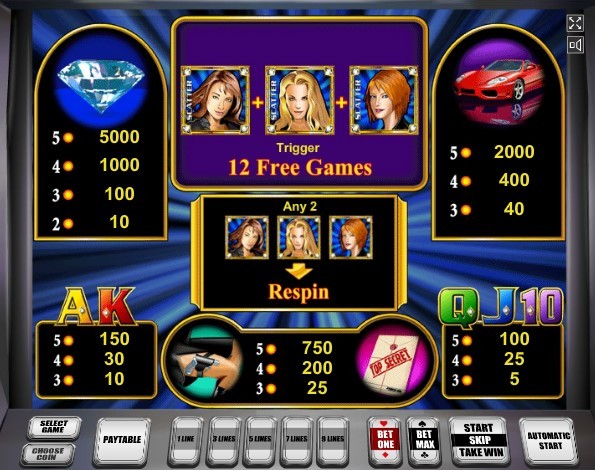 5 5000
4 1000
3 100
2 10
SCATTER + SCATTER + SCATTER
Trigger
12 Free Games
5 2000
4 400
3 40
Any 2
Respin
AK
5 150
4 30
3 10
5 750
4 200
3 25
TOP SECRET
QJ10
5 100
4 25
3 5
SELECT GAME
CHOOSE COIN
PAYTABLE
1 LINE
3 LINES
5 LINES
7 LINES
9 LINES
BET ONE
BET MAX
START
SKIP
TAKE WIN
AUTOMATIC START